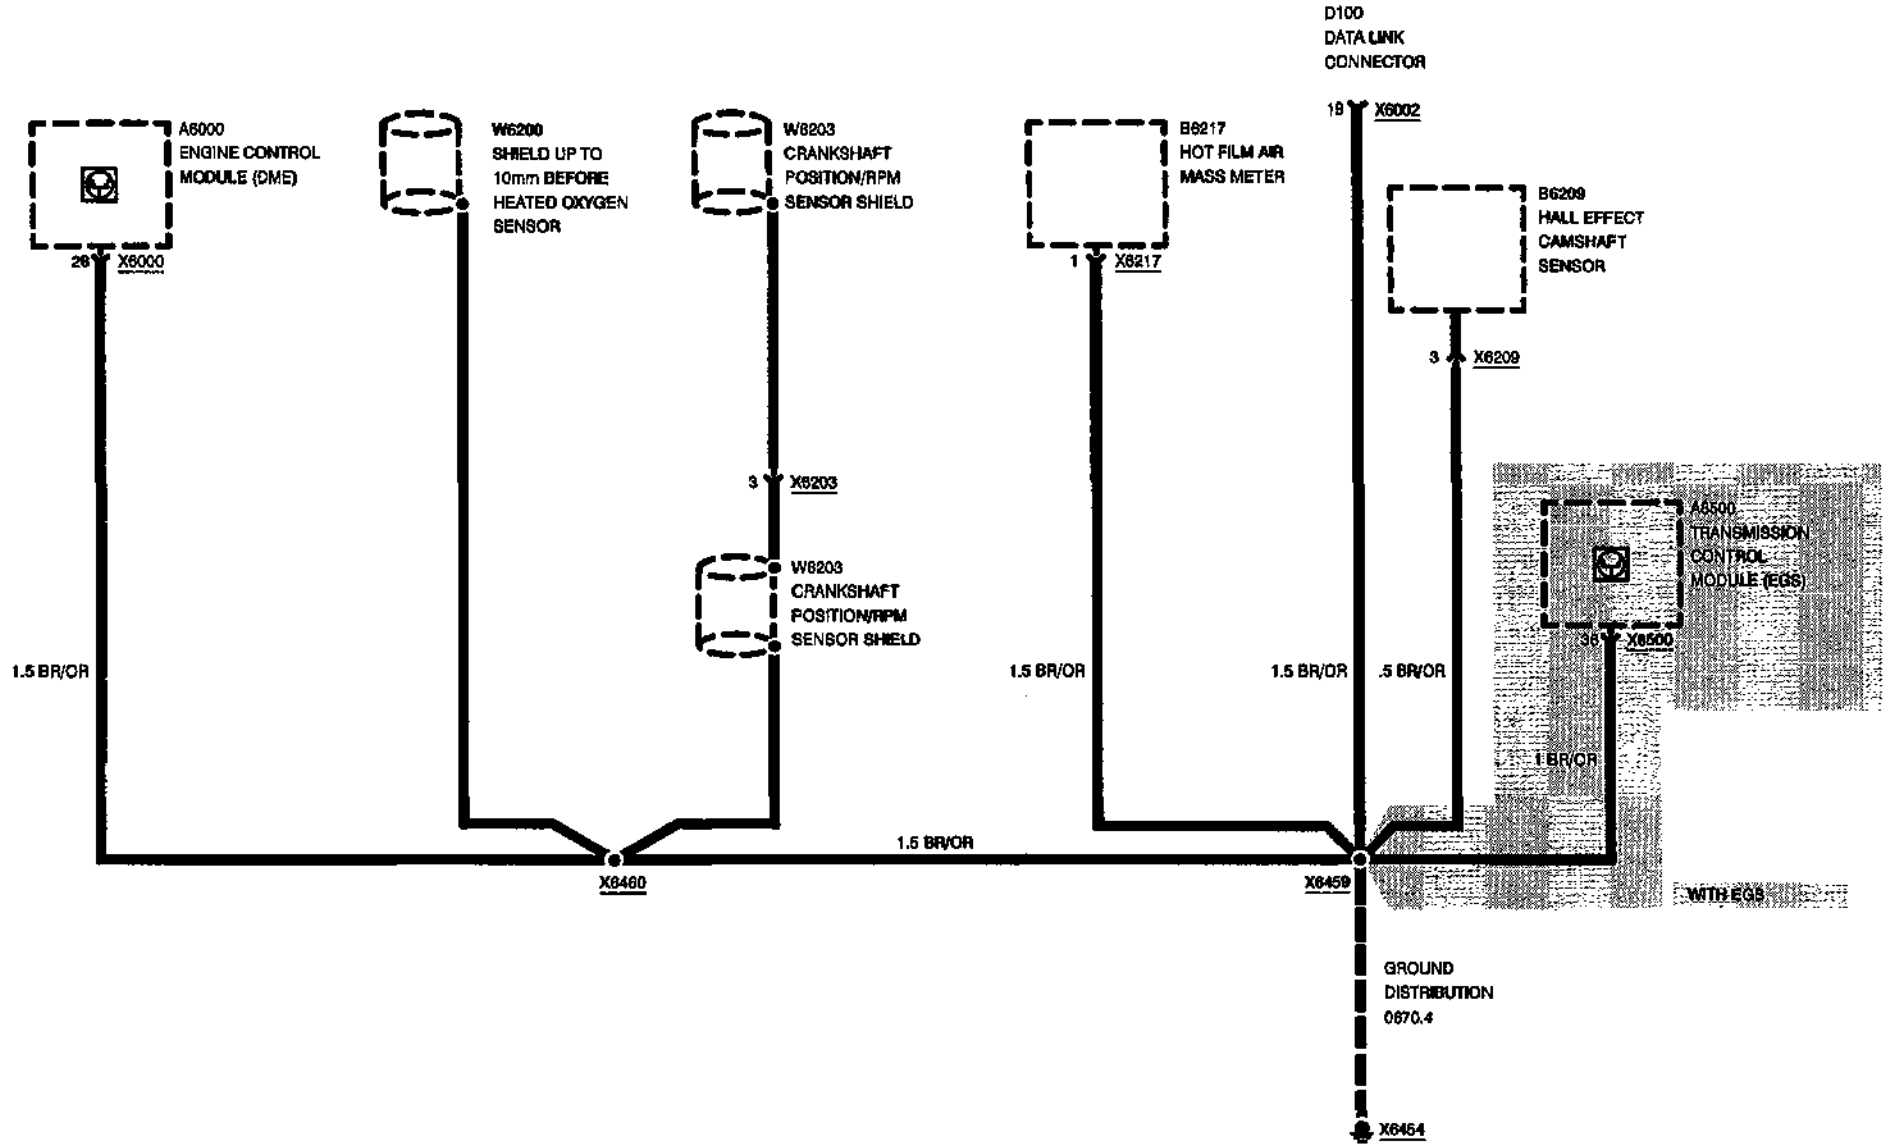 D100
DATA LINK
CONNECTOR
19 X6002
A6000
ENGINE CONTROL
MODULE (DME)
28 X6000
W6200
SHIELD UP TO
10mm BEFORE
HEATED OXYGEN
SENSOR
W6203
CRANKSHAFT
POSITION/RPM
SENSOR SHIELD
B6217
HOT FILM AIR
MASS METER
1 X6217
B6209
HALL EFFECT
CAMSHAFT
SENSOR
3 X6209
3 X6203
W6203
CRANKSHAFT
POSITION/RPM
SENSOR SHIELD
A6500
TRANSMISSION
CONTROL
MODULE (EGS)
36 X6500
1.5 BR/OR
1.5 BR/OR
1.5 BR/OR
.5 BR/OR
1 BR/OR
1.5 BR/OR
X6460
X6459
WITH EGS
GROUND
DISTRIBUTION
0670.4
X6454